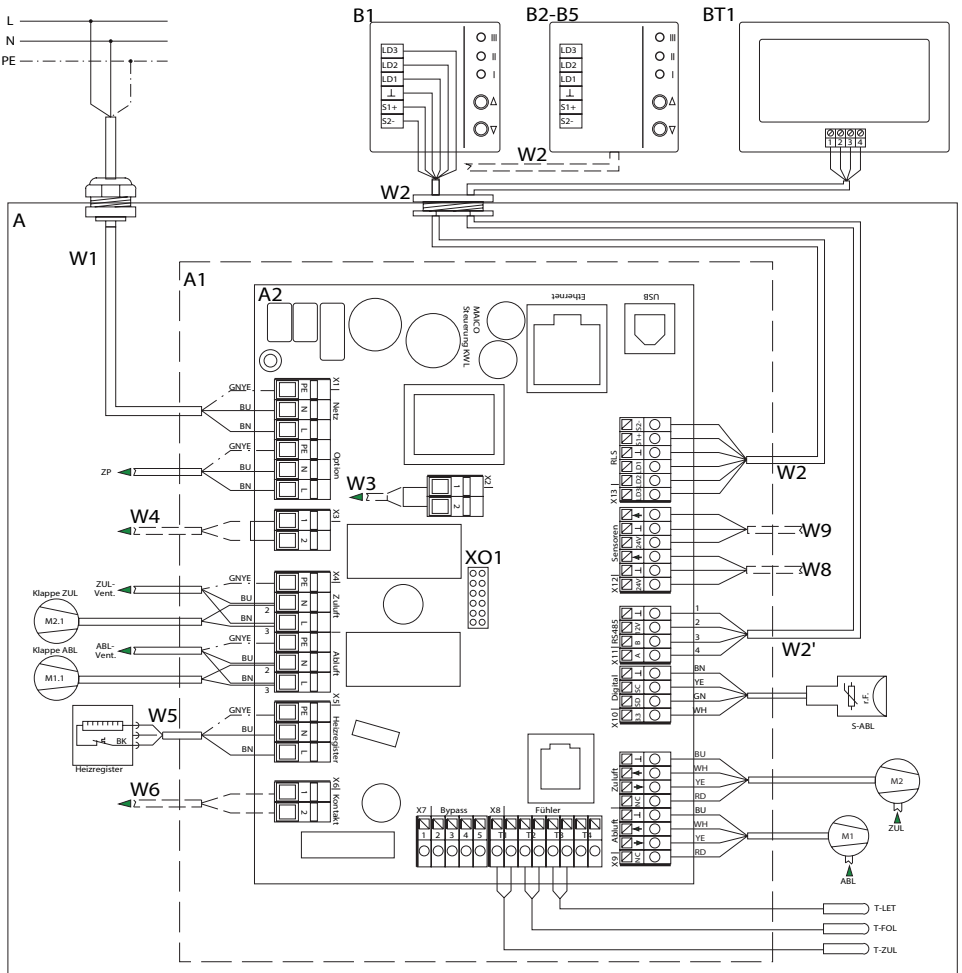 L
N
PE
B1
B2-B5
BT1
LD3
LD2
LD1
⊥
S1+
S2-
III
II
I
LD3
LD2
LD1
⊥
S1+
S2-
III
II
I
1 2 3 4
W2
W2
A
W1
A1
A2
MAICO
Steuerung KWL
Ethernet
USB
GNYE
BU
BN
PE
N
L
X1
Netz
GNYE
BU
BN
PE
N
L
Option
ZP
W3
1
2
X2
W4
1
2
X3
XO1
ZUL-
Vent.
Klappe ZUL
M2.1
GNYE
BU
2
BN
3
PE
N
L
X4
Zuluft
ABL-
Vent.
Klappe ABL
M1.1
GNYE
BU
2
BN
3
PE
N
L
Abluft
W5
BK
Heizregister
GNYE
BU
BN
PE
N
L
X5
Heizregister
W6
1
2
X6
Kontakt
S2-
S1+
⊥
LD1
LD2
LD3
RLS
X13
W2
⊥
24V
⊥
24V
Sensoren
X12
W9
W8
⊥
12V
B
A
RS485
X11
1
2
3
4
W2'
⊥
SC
SD
3.3
Digital
X10
BN
YE
GN
WH
r.F.
S-ABL
⊥
NC
Zuluft
BU
WH
YE
RD
M2
ZUL
⊥
NC
Abluft
X9
BU
WH
YE
RD
M1
ABL
X7 Bypass X8 Fühler
1 2 3 4 5 T1 T2 T3 T4
T-LET
T-FOL
T-ZUL